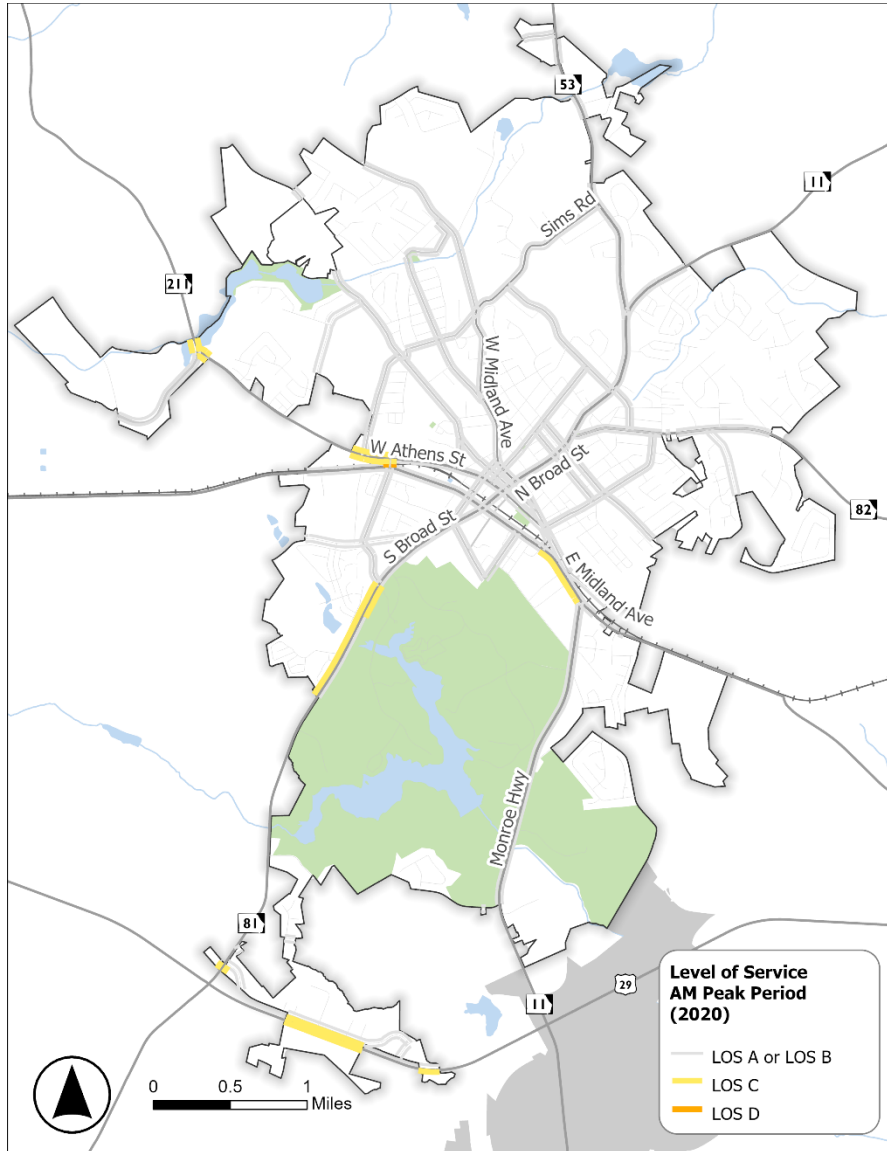 53
11
Sims Rd
211
W Midland Ave
W Athens St
N Broad St
82
S Broad St
E Midland Ave
Monroe Hwy
81
29
11
Level of Service
AM Peak Period
(2020)
LOS A or LOS B
LOS C
LOS D
0 0.5 1
Miles